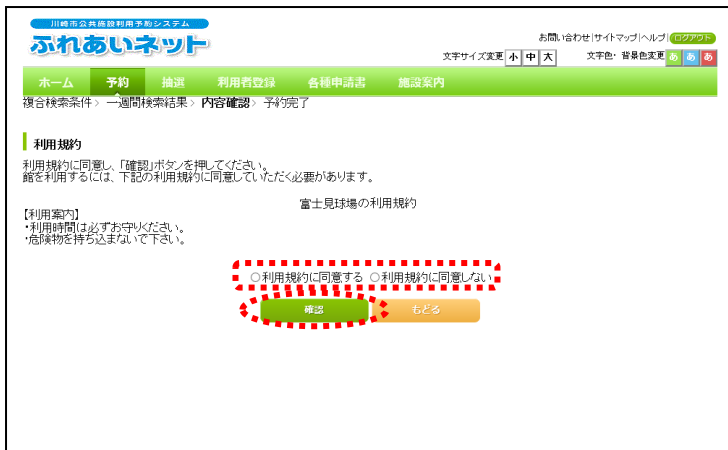 川崎市公共施設利用予約システム
ふれあいネット
お問い合わせ|サイトマップ|ヘルプ|ログアウト
文字サイズ変更 小 中 大 文字色・背景色変更 あ あ あ
ホーム 予約 抽選 利用者登録 各種申請書 施設案内
複合検索条件> 一週間検索結果> 内容確認> 予約完了
利用規約
利用規約に同意し、「確認」ボタンを押してください。
館を利用するには、下記の利用規約に同意していただく必要があります。
富士見球場の利用規約
【利用案内】
・利用時間は必ずお守りください。
・危険物を持ち込まないで下さい。
○利用規約に同意する ○利用規約に同意しない
確認 もどる